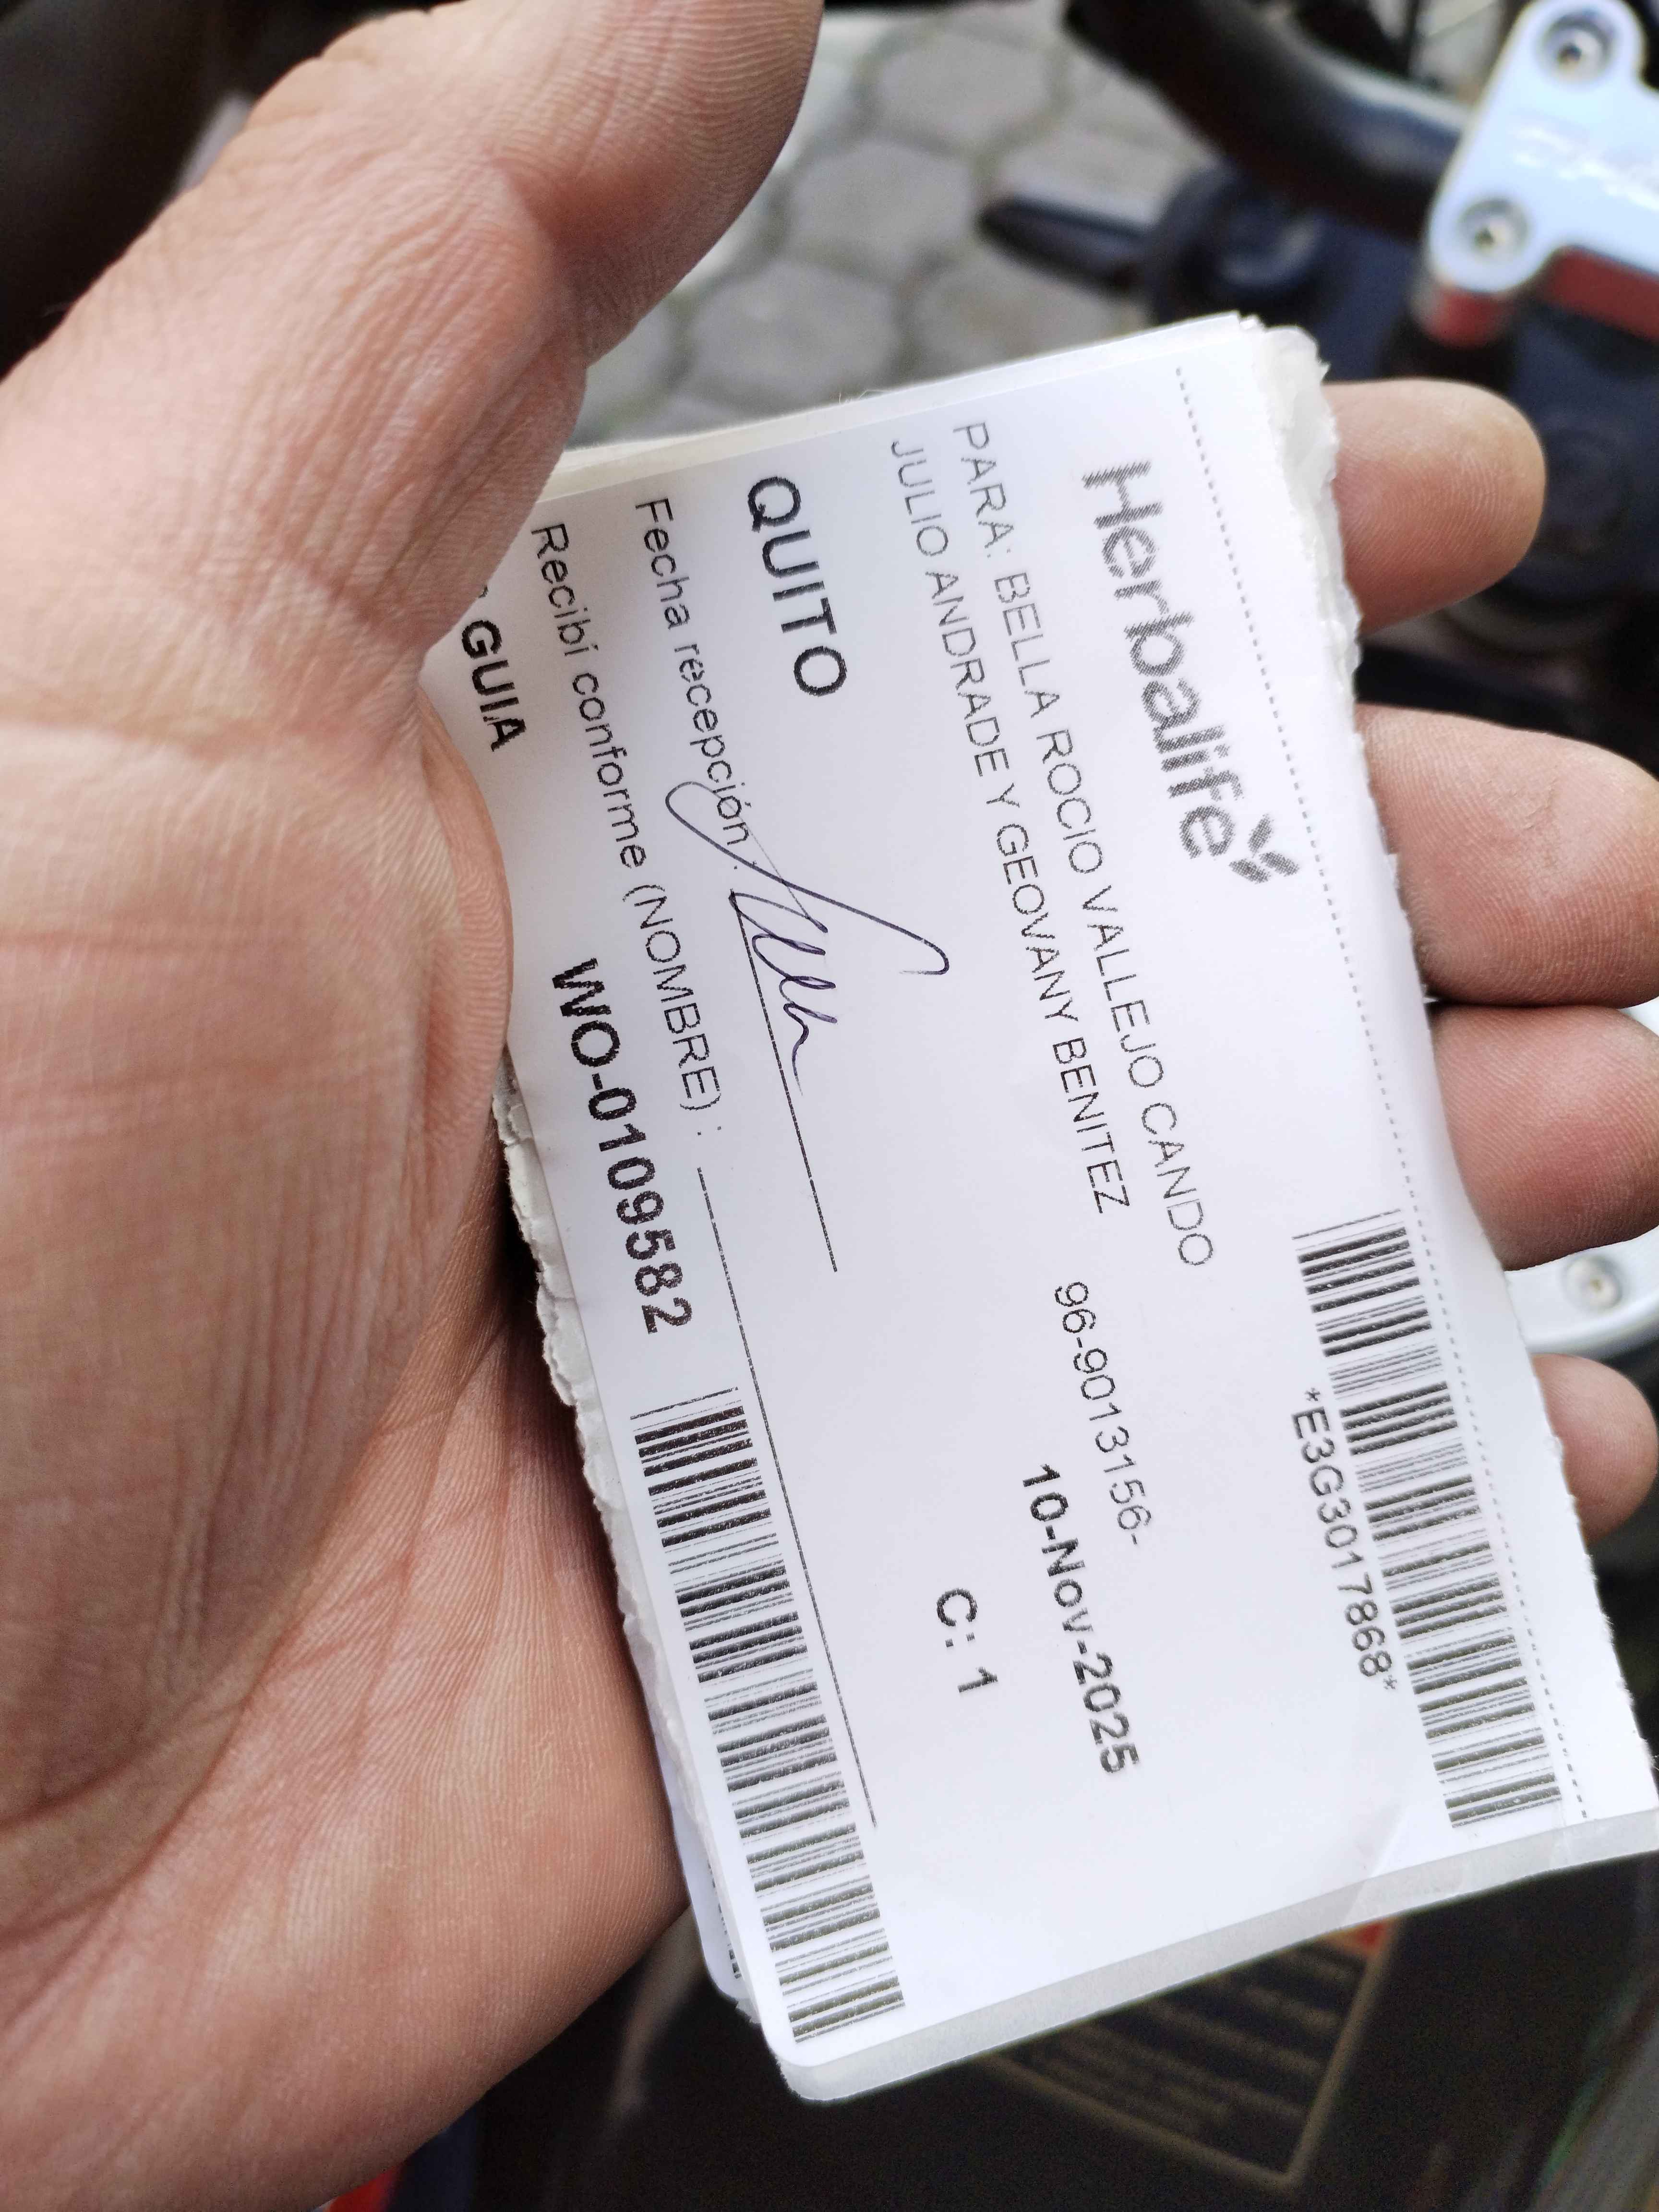 Herbalife
*E3G3017868*
PARA: BELLA ROCIO VALLEJO CANDO
96-9013156-
JULIO ANDRADE Y GEOVANY BENITEZ
10-Nov-2025
QUITO
C: 1
Fecha recepción :
Recibí conforme (NOMBRE) :
GUIA
WO-0109582